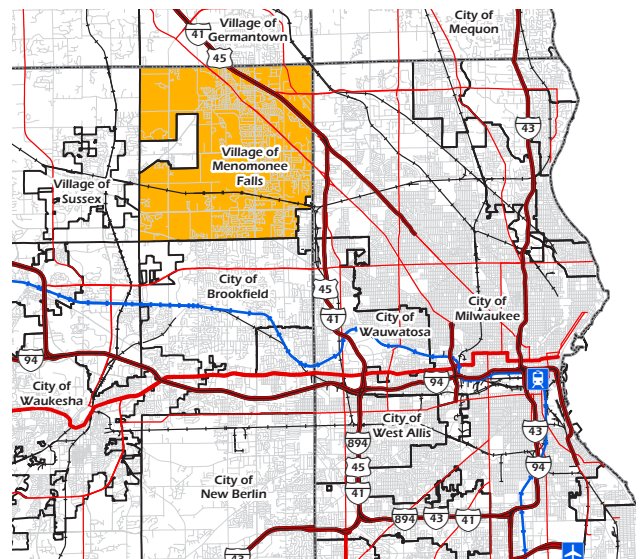 City of
Mequon
Village of
Germantown
41
45
43
Village of
Menomonee
Falls
Village of
Sussex
City of
Brookfield
45
41
City of
Wauwatosa
City of
Milwaukee
94
City of
Waukesha
94
City of
West Allis
894
45
41
43
94
City of
New Berlin
894
43
41
43